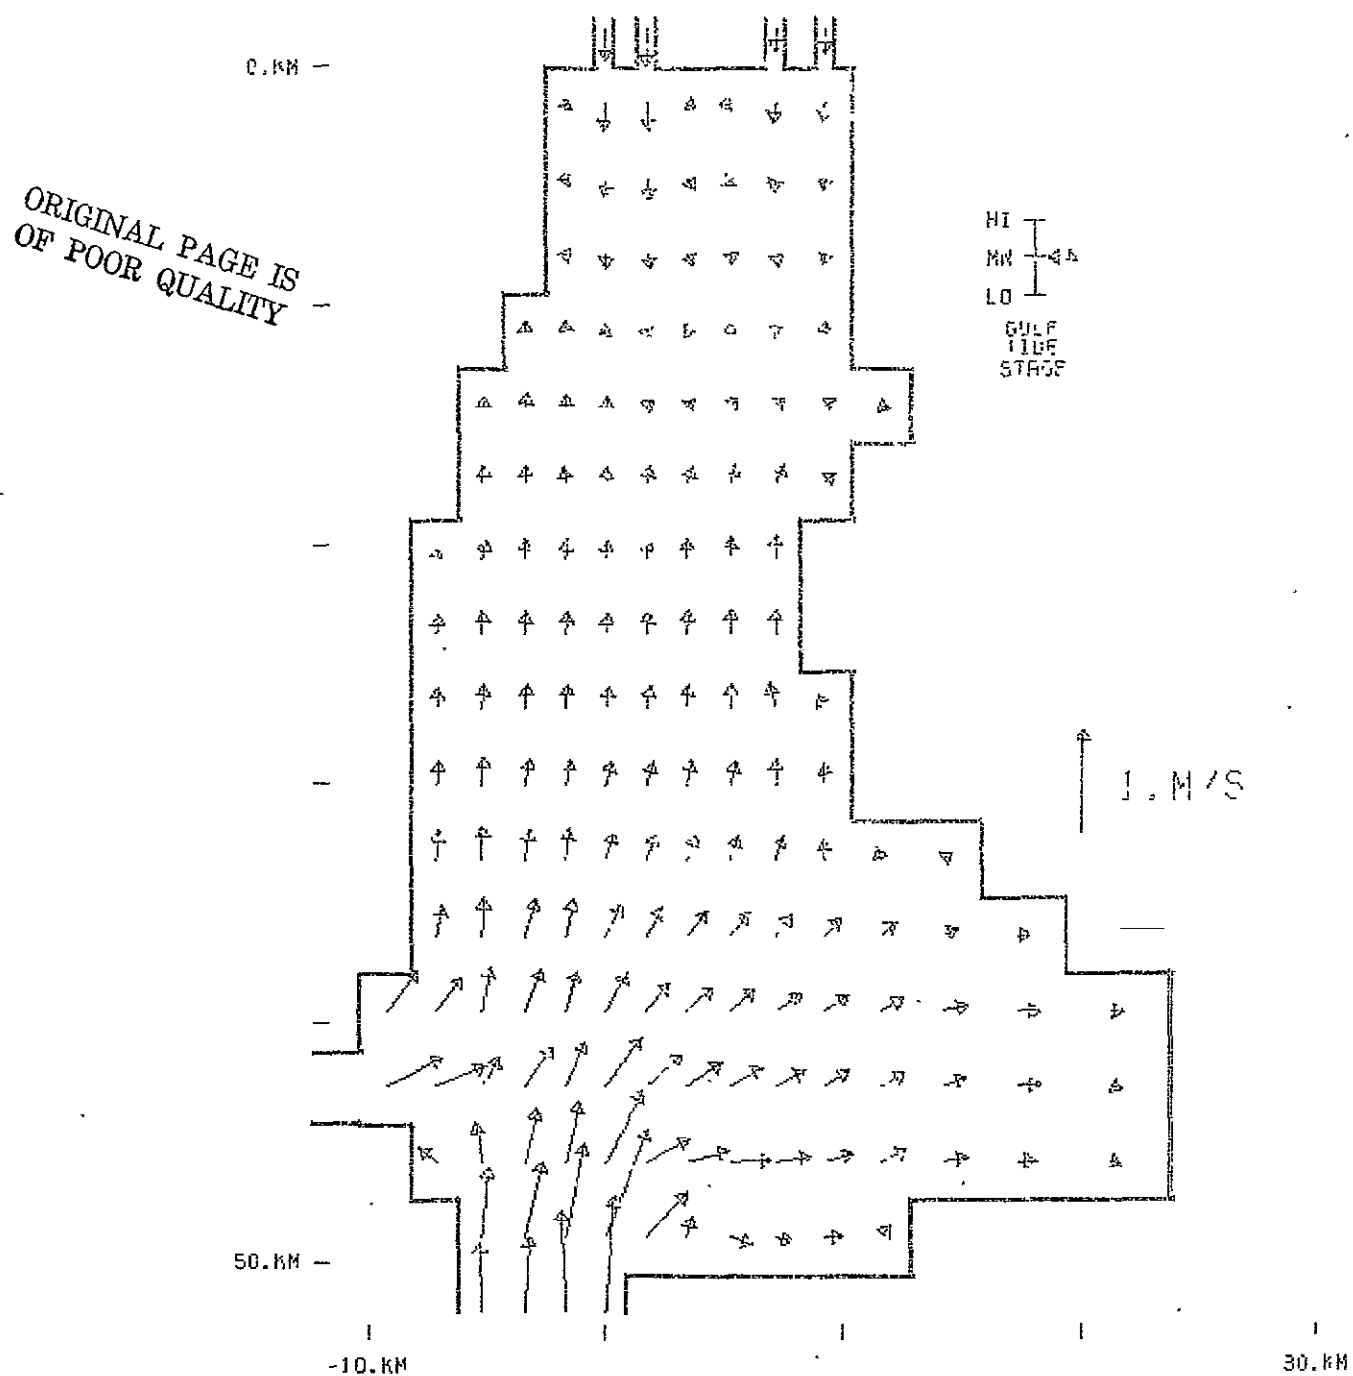 0.KM
ORIGINAL PAGE IS
OF POOR QUALITY
HI
MN
LO
GULF
TIDE
STAGE
1. M/S
50.KM
-10.KM
30.KM